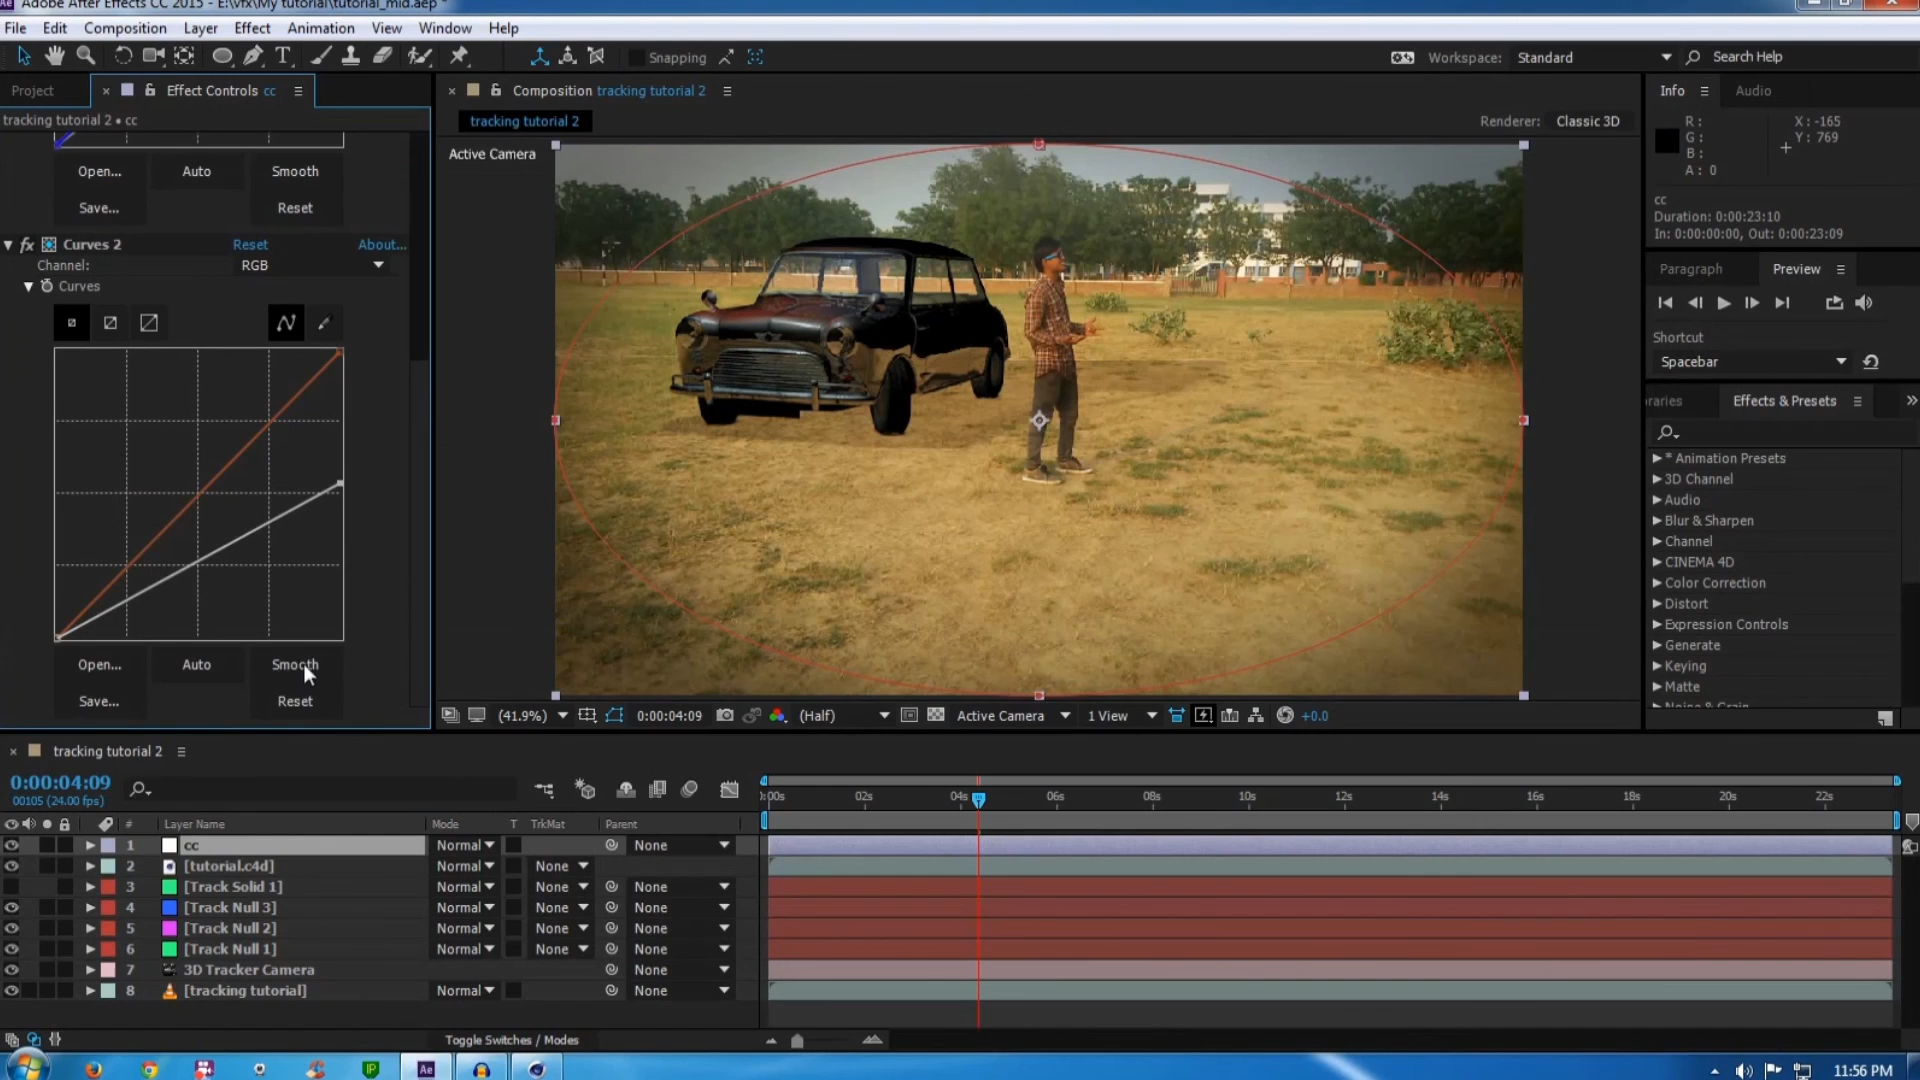 Adobe After Effects CC 2015 - E:\vfx\My tutorial\tutorial_mid.aep *
File Edit Composition Layer Effect Animation View Window Help
Snapping
Workspace: Standard
Search Help
Project
Effect Controls cc
Composition tracking tutorial 2
Info
Audio
tracking tutorial 2 • cc
tracking tutorial 2
Renderer: Classic 3D
R :
G :
B :
A : 0
X : -165
Y : 769
Active Camera
Open... Auto Smooth
Save... Reset
cc
Duration: 0:00:23:10
In: 0:00:00:00, Out: 0:00:23:09
fx Curves 2 Reset About...
Channel: RGB
Curves
Paragraph
Preview
Shortcut
Spacebar
raries
Effects & Presets
* Animation Presets
3D Channel
Audio
Blur & Sharpen
Channel
CINEMA 4D
Color Correction
Distort
Expression Controls
Generate
Keying
Matte
Noise & Grain
Open... Auto Smooth
Save... Reset
(41.9%) 0:00:04:09 (Half) Active Camera 1 View +0.0
tracking tutorial 2
0:00:04:09
00105 (24.00 fps)
:00s 02s 04s 06s 08s 10s 12s 14s 16s 18s 20s 22s
# Layer Name Mode T TrkMat Parent
1 cc Normal None
2 [tutorial.c4d] Normal None
3 [Track Solid 1] Normal None None
4 [Track Null 3] Normal None None
5 [Track Null 2] Normal None None
6 [Track Null 1] Normal None None
7 3D Tracker Camera None
8 [tracking tutorial] Normal None
Toggle Switches / Modes
IP
Ae
11:56 PM